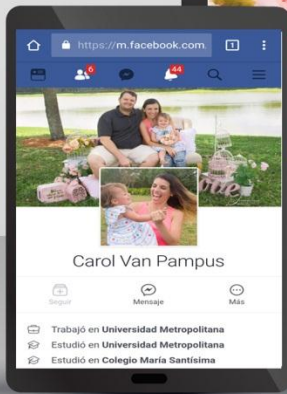 https://m.facebook.com.
1
6
44
Carol Van Pampus
Seguir
Mensaje
Más
Trabajó en Universidad Metropolitana
Estudió en Universidad Metropolitana
Estudió en Colegio María Santísima